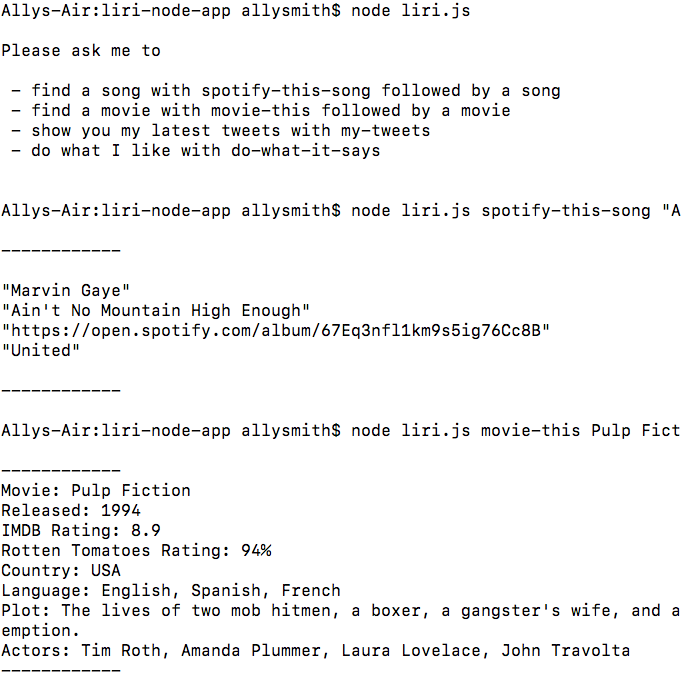 Allys-Air:liri-node-app allysmith$ node liri.js
Please ask me to
– find a song with spotify-this-song followed by a song
– find a movie with movie-this followed by a movie
– show you my latest tweets with my-tweets
– do what I like with do-what-it-says
Allys-Air:liri-node-app allysmith$ node liri.js spotify-this-song "A
------------
"Marvin Gaye"
"Ain't No Mountain High Enough"
"https://open.spotify.com/album/67Eq3nfl1km9s5ig76Cc8B"
"United"
------------
Allys-Air:liri-node-app allysmith$ node liri.js movie-this Pulp Fict
------------
Movie: Pulp Fiction
Released: 1994
IMDB Rating: 8.9
Rotten Tomatoes Rating: 94%
Country: USA
Language: English, Spanish, French
Plot: The lives of two mob hitmen, a boxer, a gangster's wife, and a
emption.
Actors: Tim Roth, Amanda Plummer, Laura Lovelace, John Travolta
------------